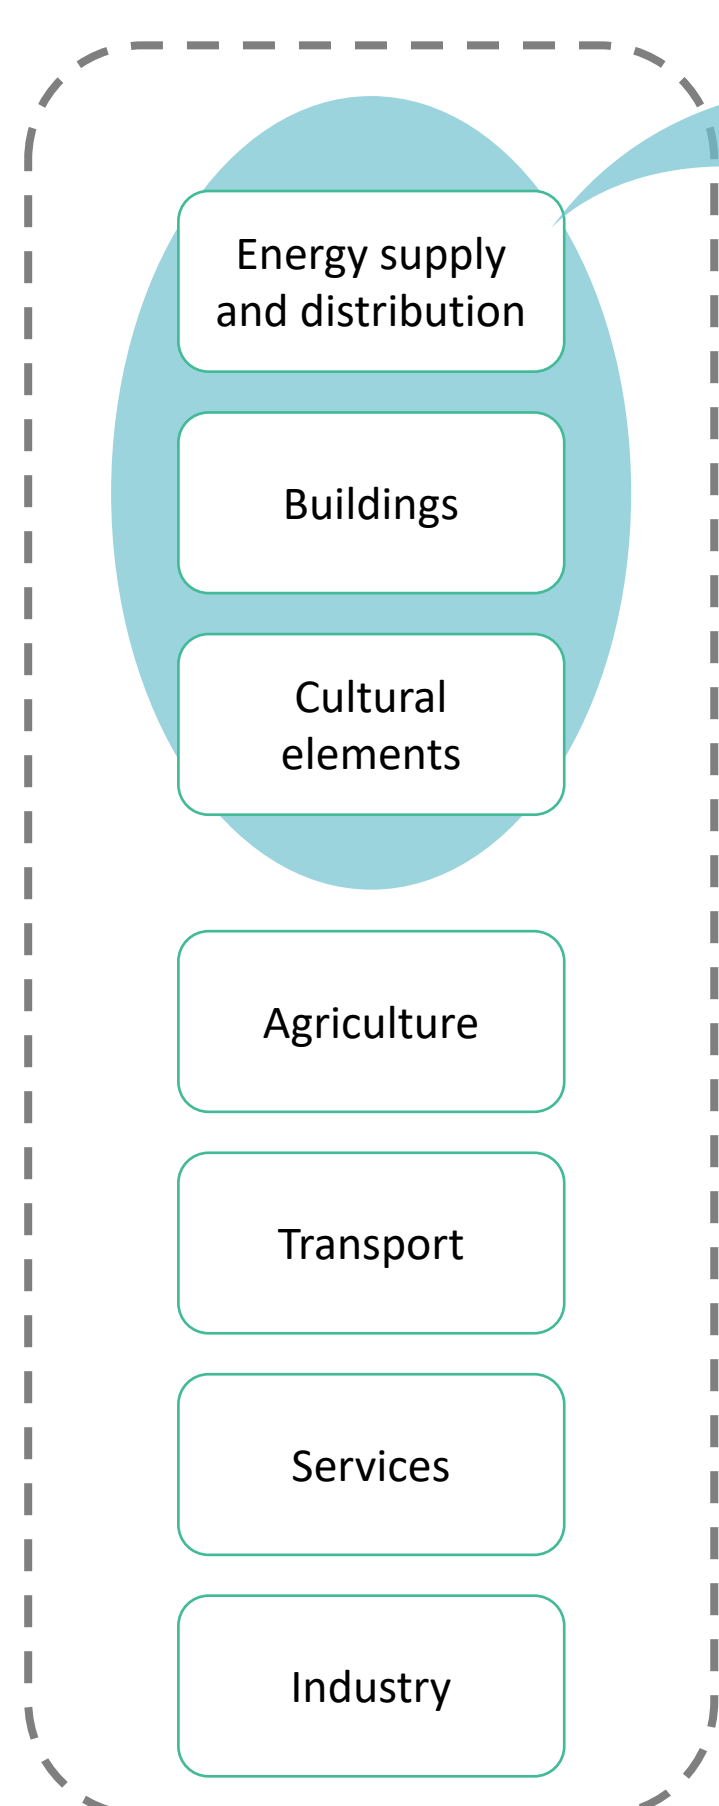 Energy supply
and distribution
Buildings
Cultural
elements
Agriculture
Transport
Services
Industry